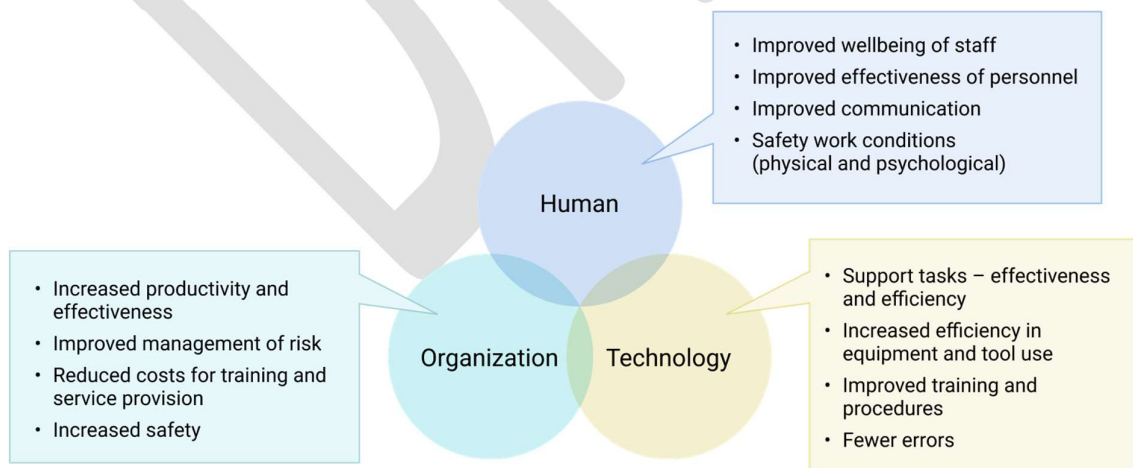 • Improved wellbeing of staff
• Improved effectiveness of personnel
• Improved communication
• Safety work conditions
(physical and psychological)
Human
• Increased productivity and
effectiveness
• Improved management of risk
• Reduced costs for training and
service provision
• Increased safety
Organization
Technology
• Support tasks – effectiveness
and efficiency
• Increased efficiency in
equipment and tool use
• Improved training and
procedures
• Fewer errors